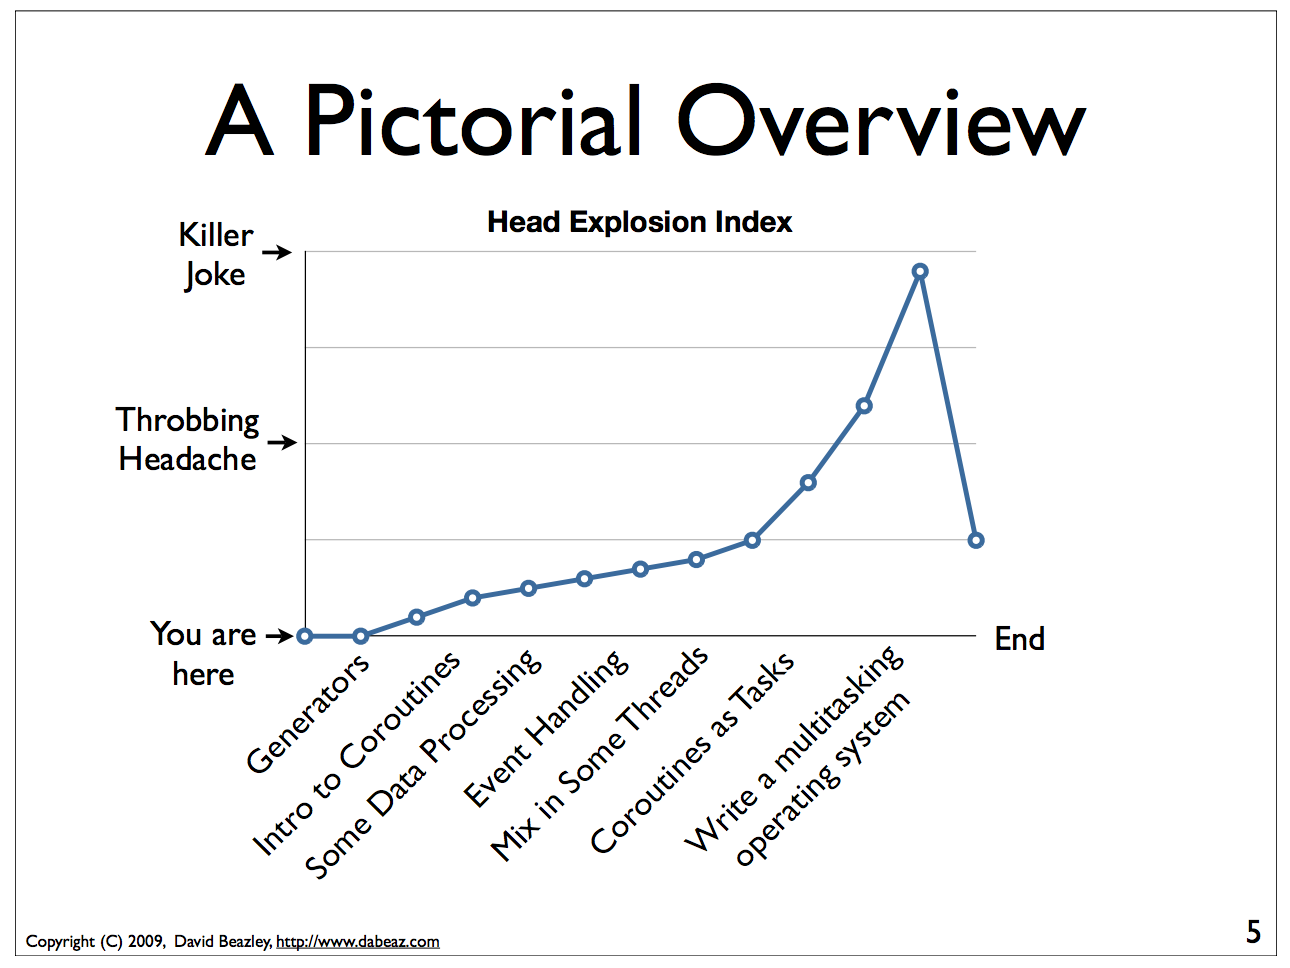 A Pictorial Overview
Head Explosion Index
Killer
Joke
Throbbing
Headache
You are
here
End
Generators
Intro to Coroutines
Some Data Processing
Event Handling
Mix in Some Threads
Coroutines as Tasks
Write a multitasking
operating system
Copyright (C) 2009, David Beazley, http://www.dabeaz.com
5